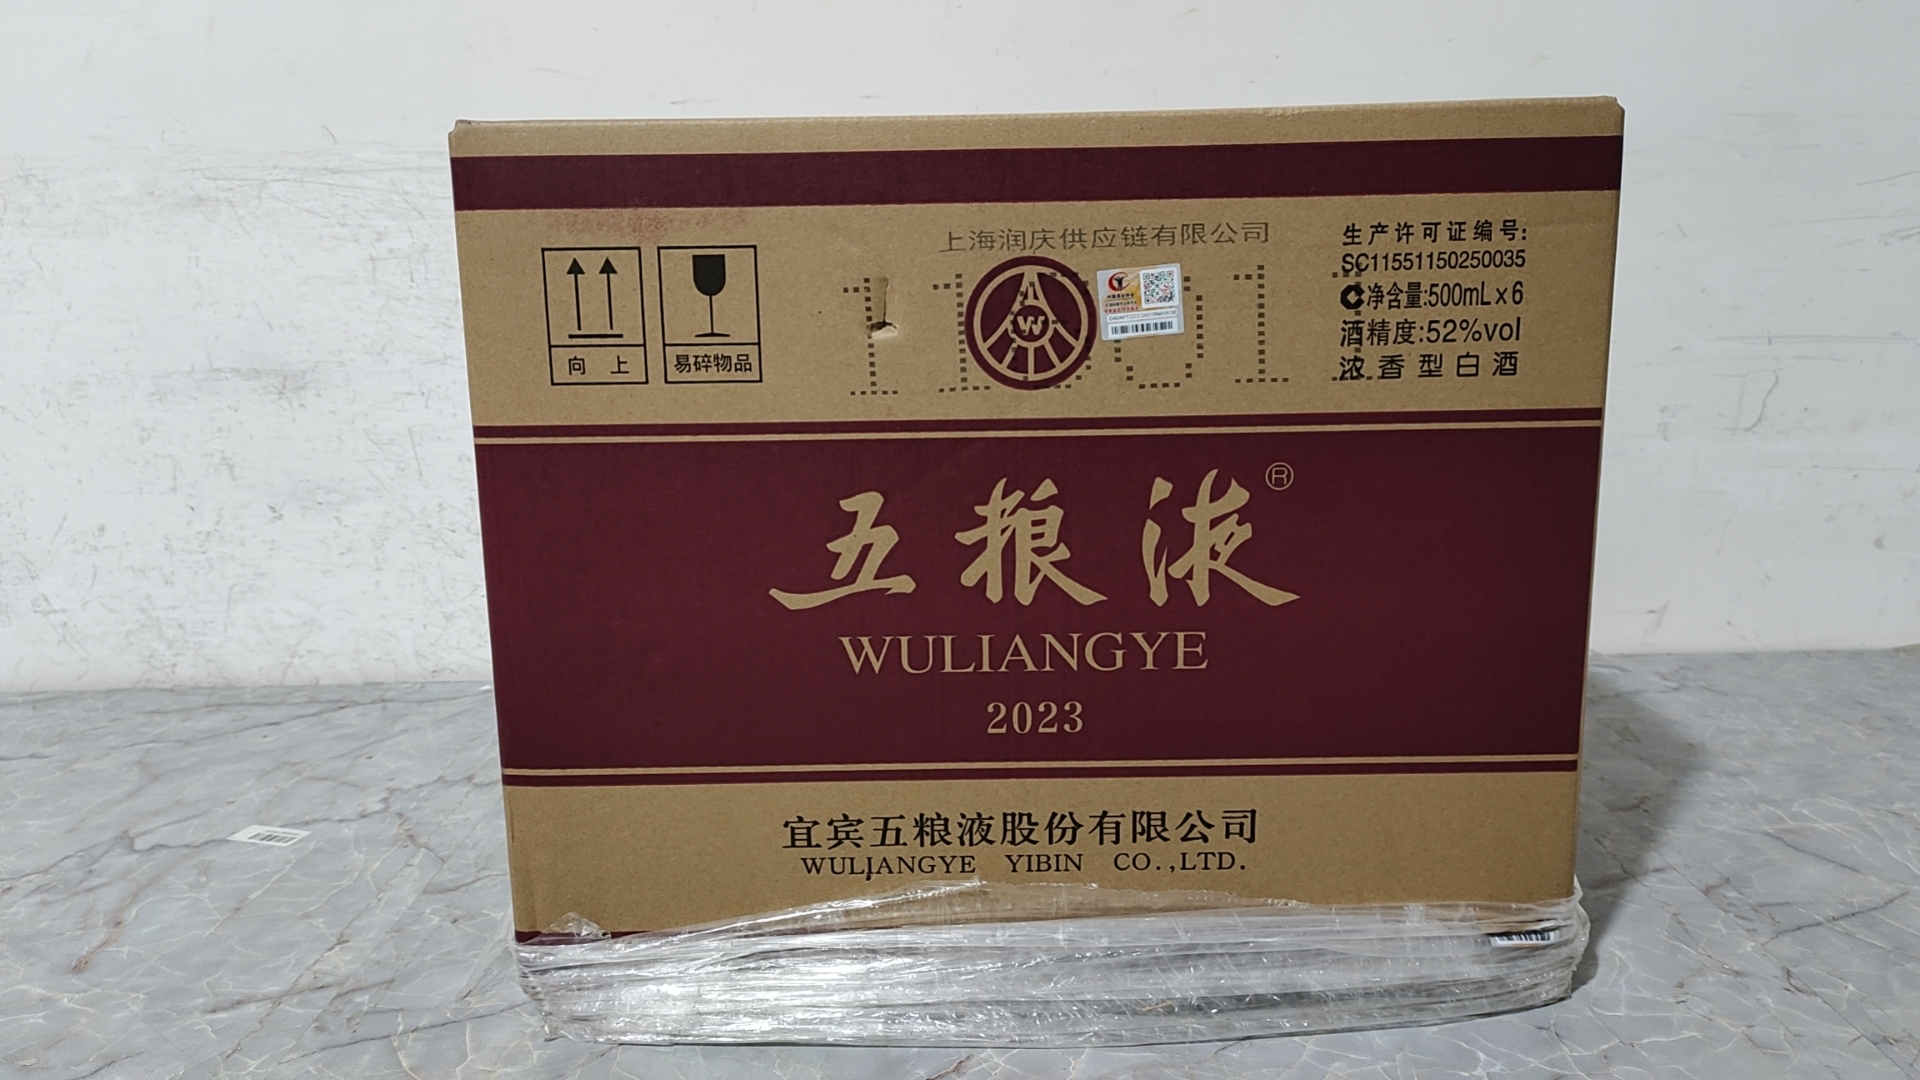 上海润庆供应链有限公司
生产许可证编号:
SC11551150250035
净含量:500mL x 6
酒精度:52%vol
浓香型白酒
向 上
易碎物品
W
五粮液®
WULIANGYE
2023
宜宾五粮液股份有限公司
WULIANGYE YIBIN CO.,LTD.